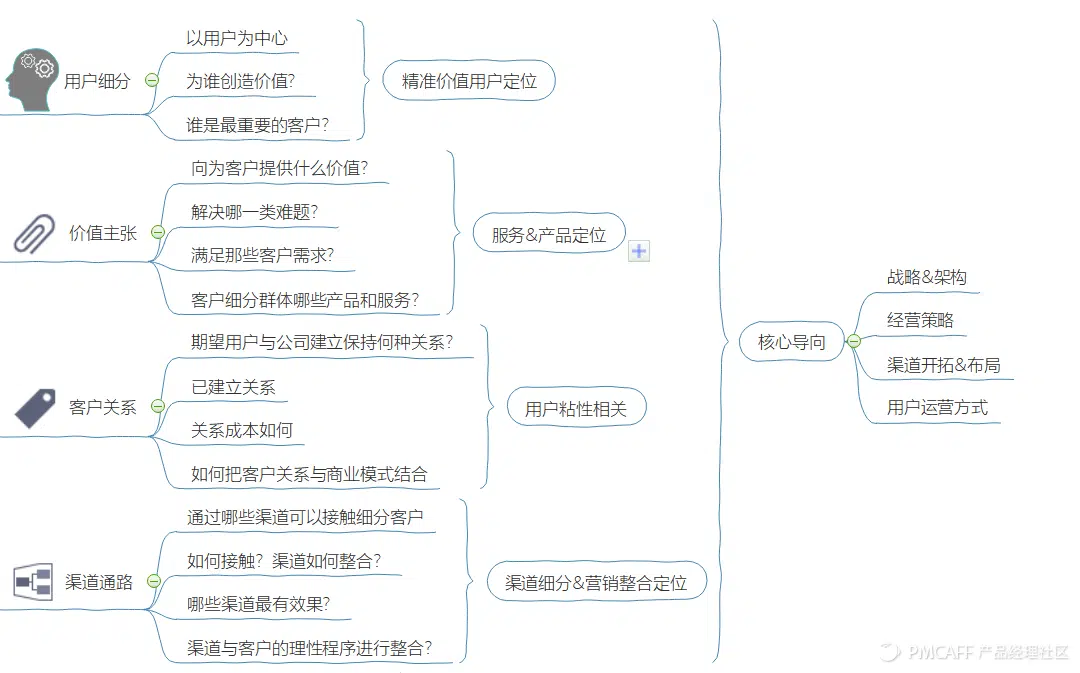 用户细分
以用户为中心
为谁创造价值?
谁是最重要的客户?
精准价值用户定位
价值主张
向为客户提供什么价值?
解决哪一类难题?
满足那些客户需求?
客户细分群体哪些产品和服务?
服务&产品定位
客户关系
期望用户与公司建立保持何种关系?
已建立关系
关系成本如何
如何把客户关系与商业模式结合
用户粘性相关
渠道通路
通过哪些渠道可以接触细分客户
如何接触? 渠道如何整合?
哪些渠道最有效果?
渠道与客户的理性程序进行整合?
渠道细分&营销整合定位
核心导向
战略&架构
经营策略
渠道开拓&布局
用户运营方式
PMCAFF 产品经理社区